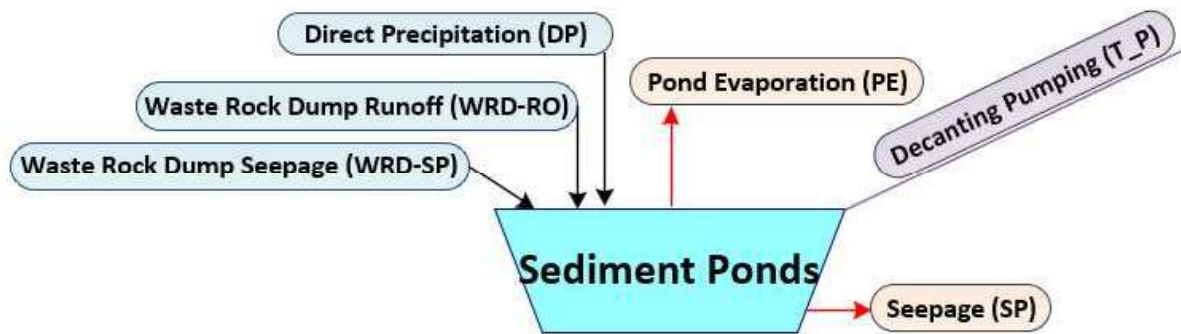 Direct Precipitation (DP)
Pond Evaporation (PE)
Decanting Pumping (T_P)
Waste Rock Dump Runoff (WRD-RO)
Waste Rock Dump Seepage (WRD-SP)
Sediment Ponds
Seepage (SP)